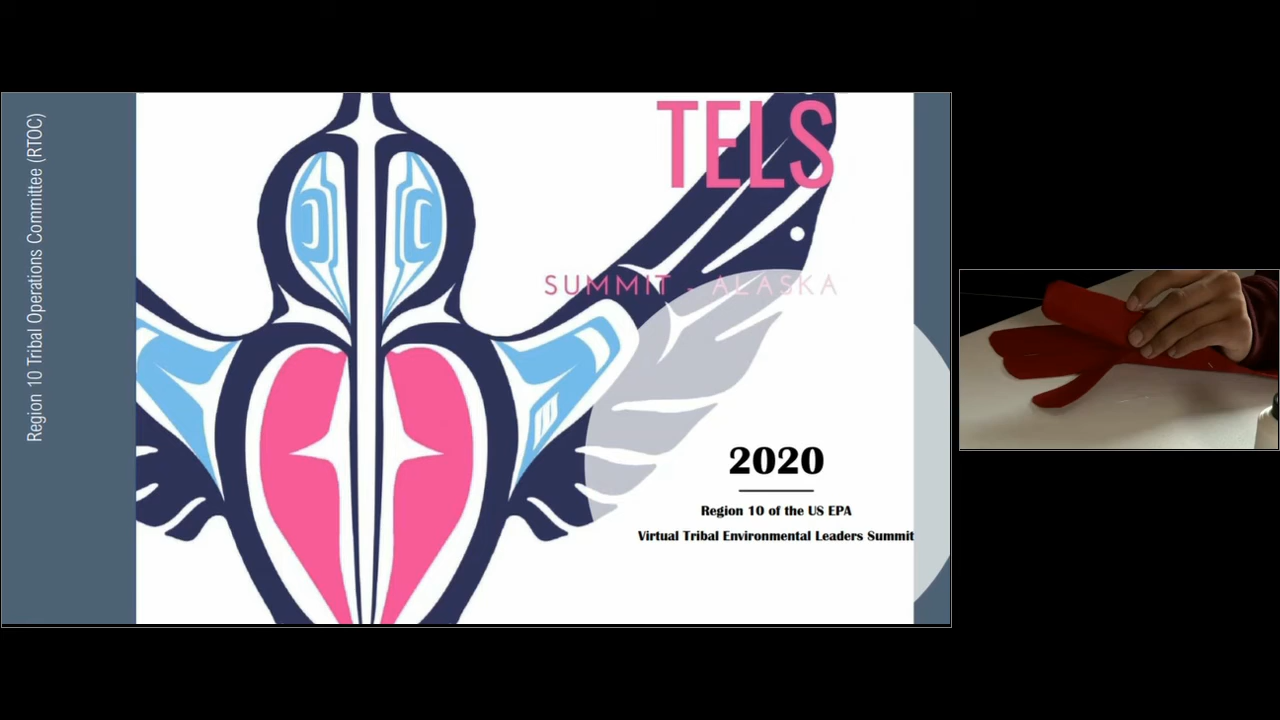 Region 10 Tribal Operations Committee (RTOC)
TELS
SUMMIT - ALASKA
2020
Region 10 of the US EPA
Virtual Tribal Environmental Leaders Summit